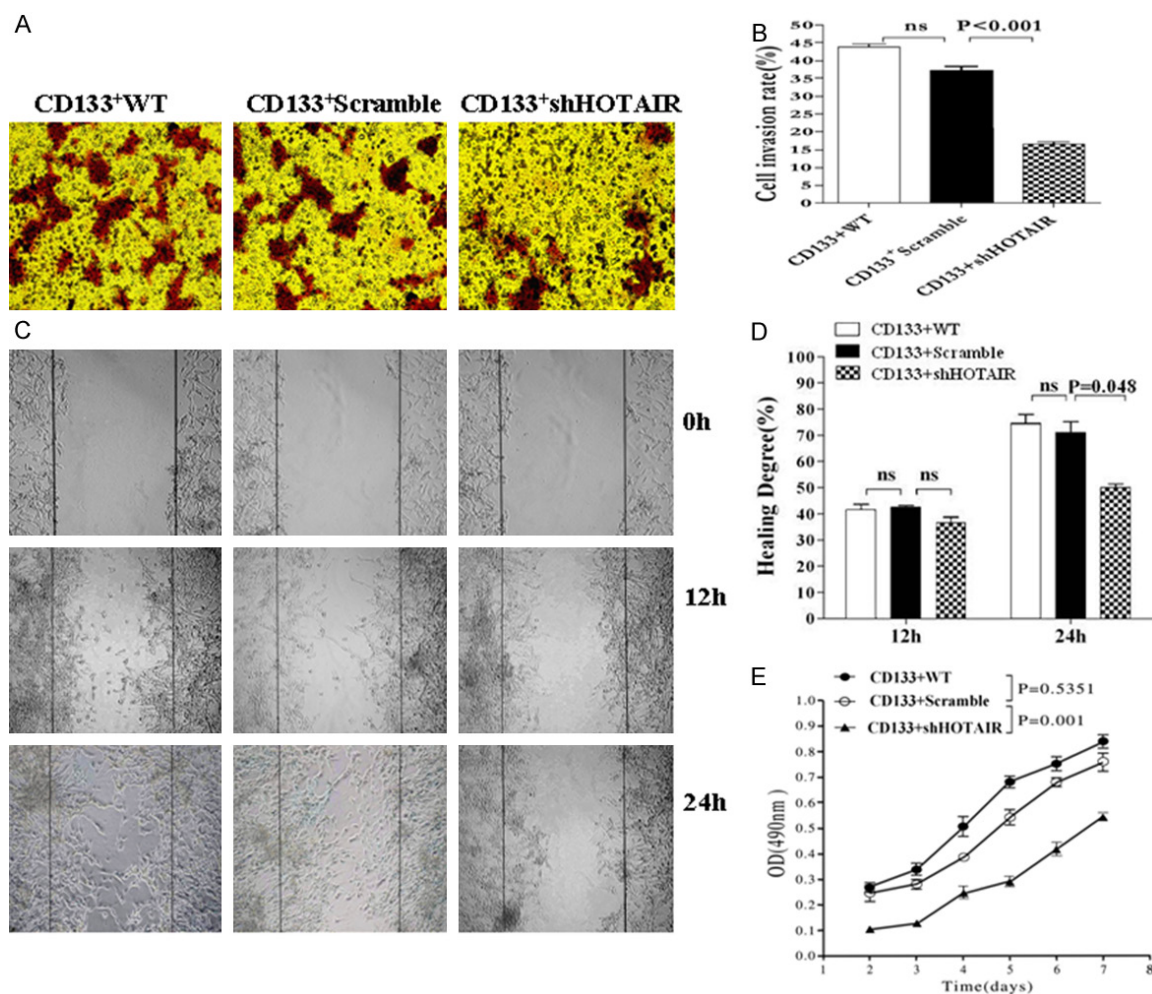 A
CD133⁺WT
CD133⁺Scramble
CD133⁺shHOTAIR
B
ns
P<0.001
Cell invasion rate(%)
50
45
40
35
30
25
20
15
10
5
0
CD133+WT
CD133⁺ Scramble
CD133+shHOTAIR
C
0h
12h
24h
D
CD133+WT
CD133+Scramble
CD133+shHOTAIR
Healing Degree(%)
100
90
80
70
60
50
40
30
20
10
0
ns
ns
ns
P=0.048
12h
24h
E
CD133+WT
CD133+Scramble
CD133+shHOTAIR
P=0.5351
P=0.001
OD(490nm)
1.0
0.9
0.8
0.7
0.6
0.5
0.4
0.3
0.2
0.1
0.0
1 2 3 4 5 6 7 8
Time(days)